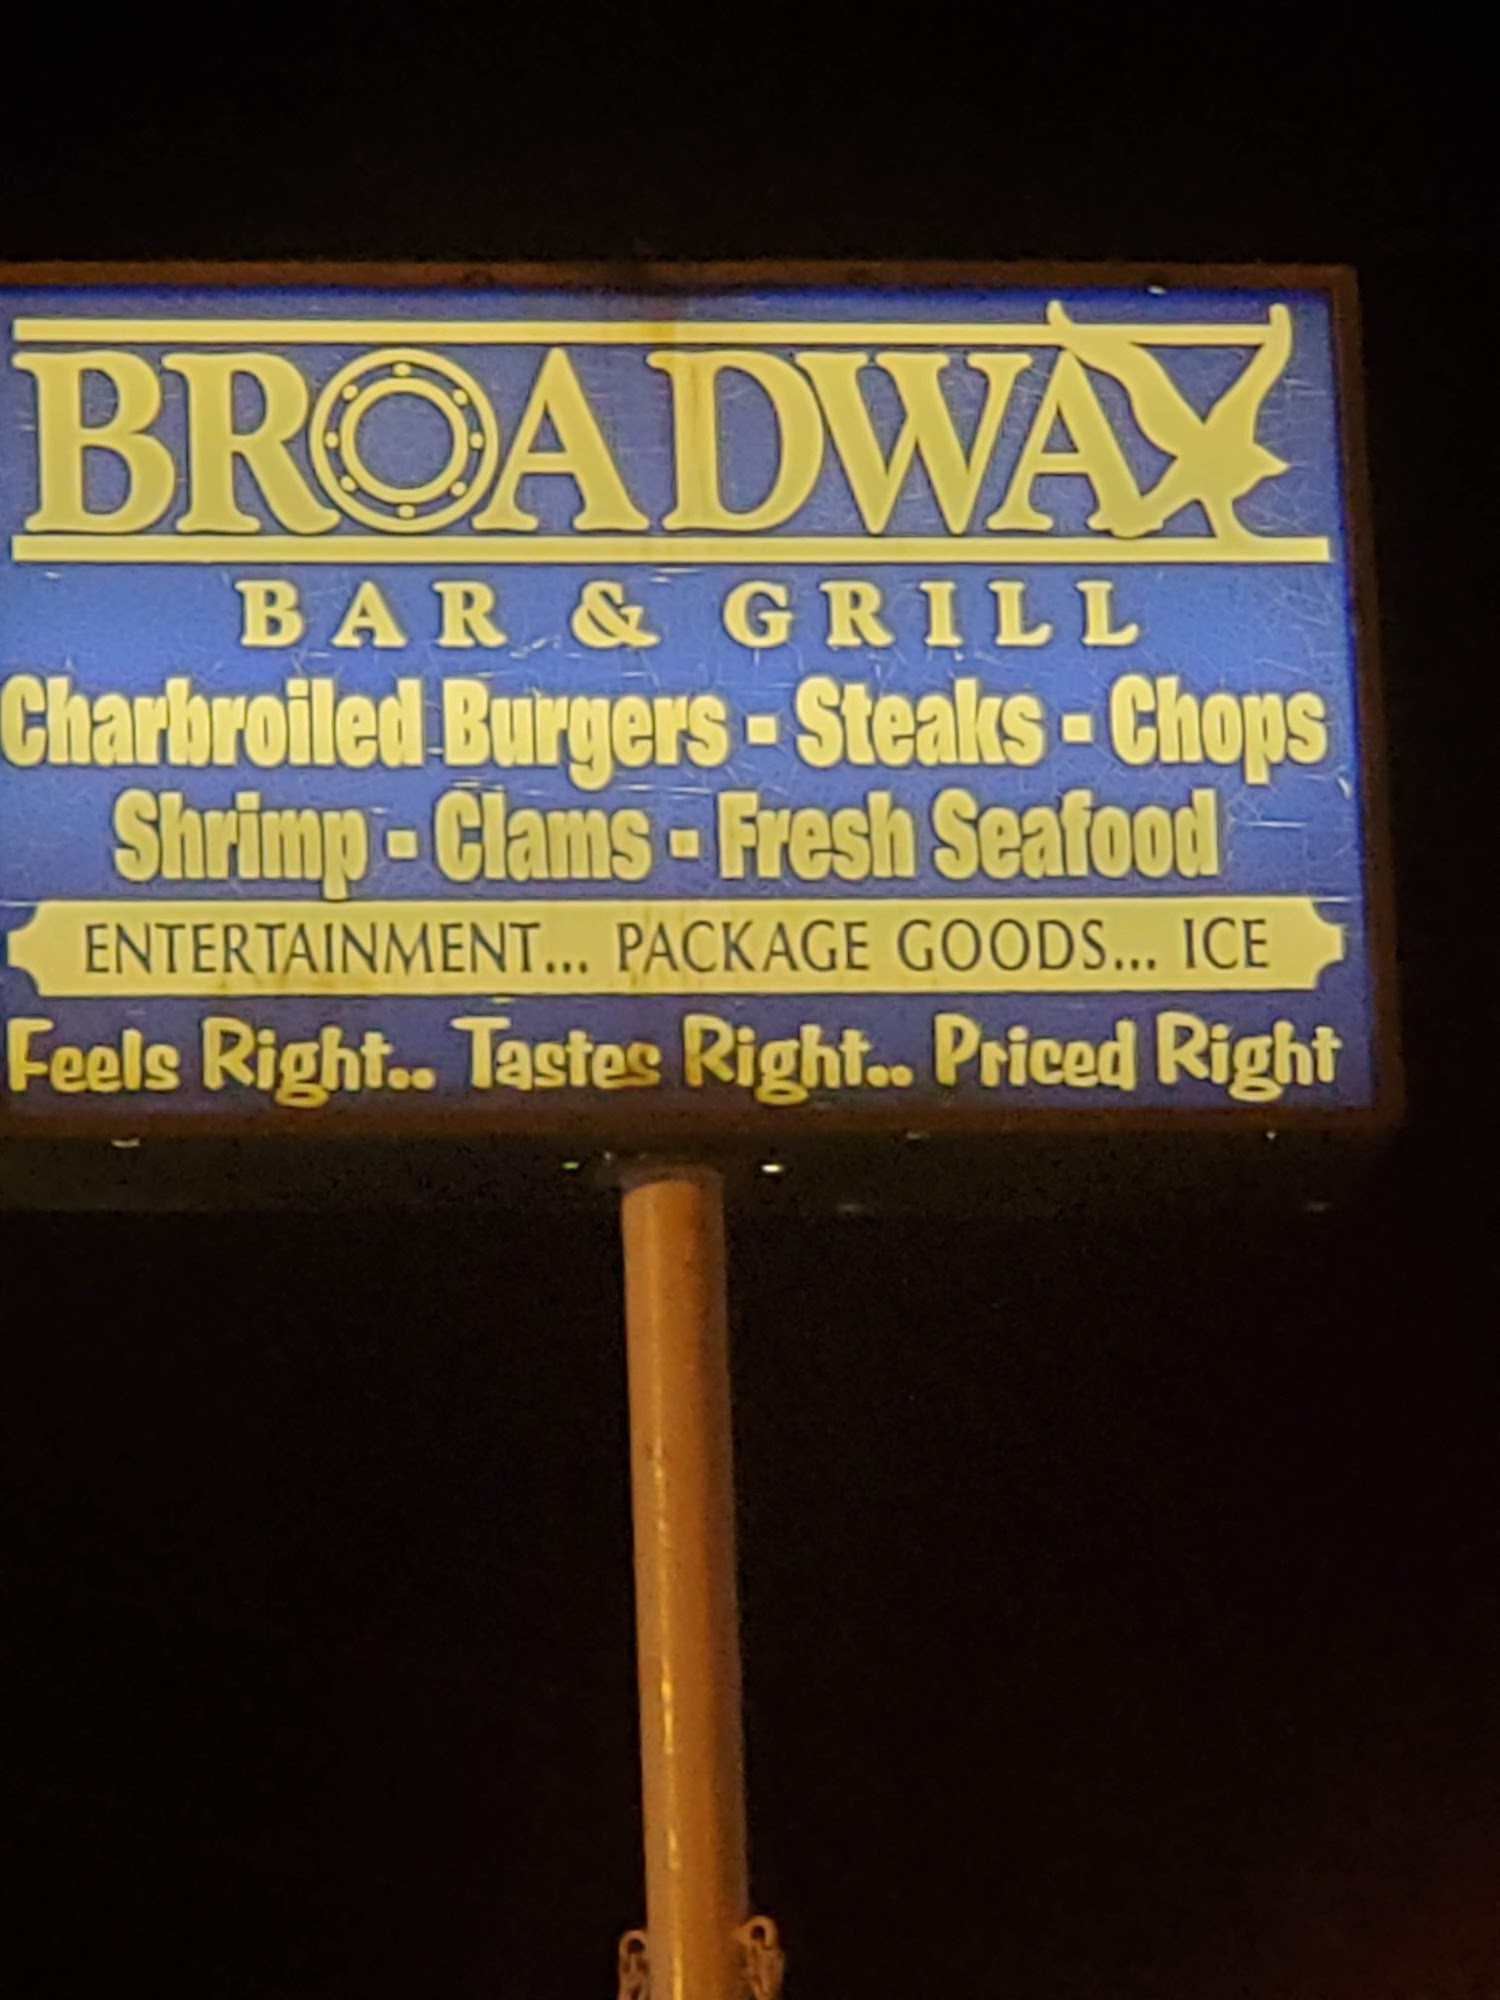 BROADWAY
BAR & GRILL
Charbroiled Burgers - Steaks - Chops
Shrimp - Clams - Fresh Seafood
ENTERTAINMENT... PACKAGE GOODS... ICE
Feels Right.. Tastes Right.. Priced Right